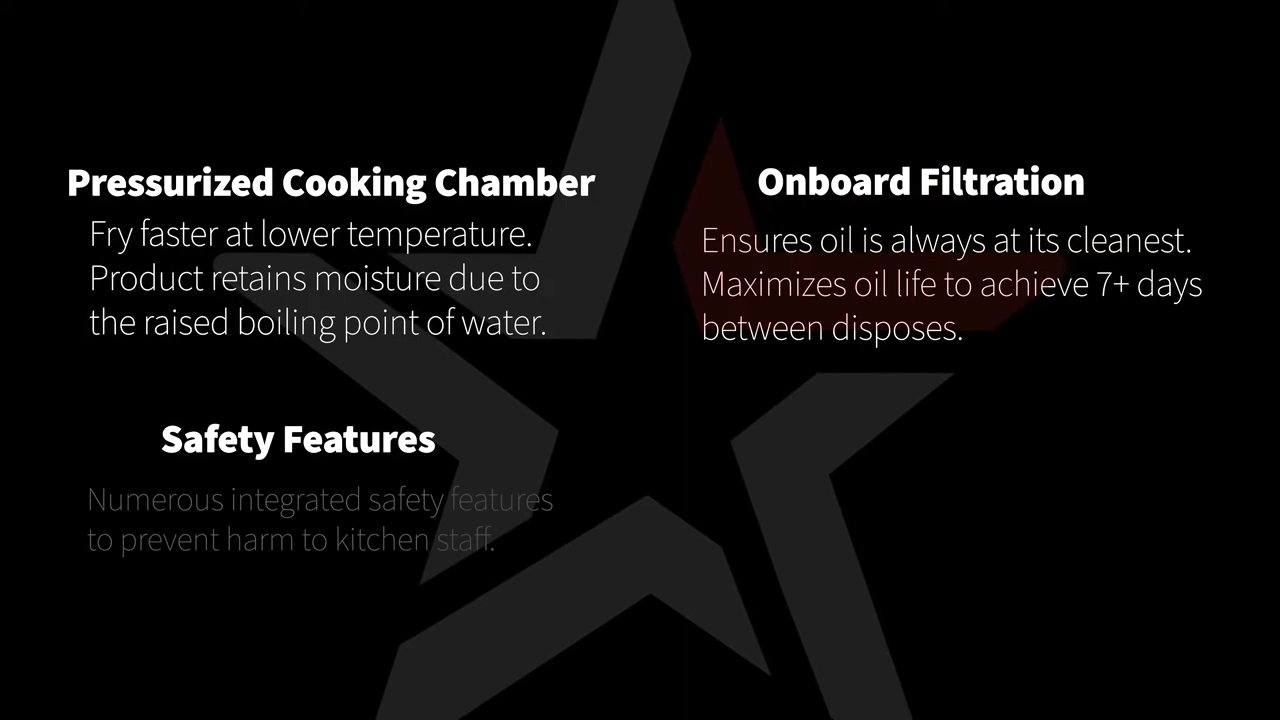 Pressurized Cooking Chamber
Fry faster at lower temperature.
Product retains moisture due to
the raised boiling point of water.
Onboard Filtration
Ensures oil is always at its cleanest.
Maximizes oil life to achieve 7+ days
between disposes.
Safety Features
Numerous integrated safety features
to prevent harm to kitchen staff.